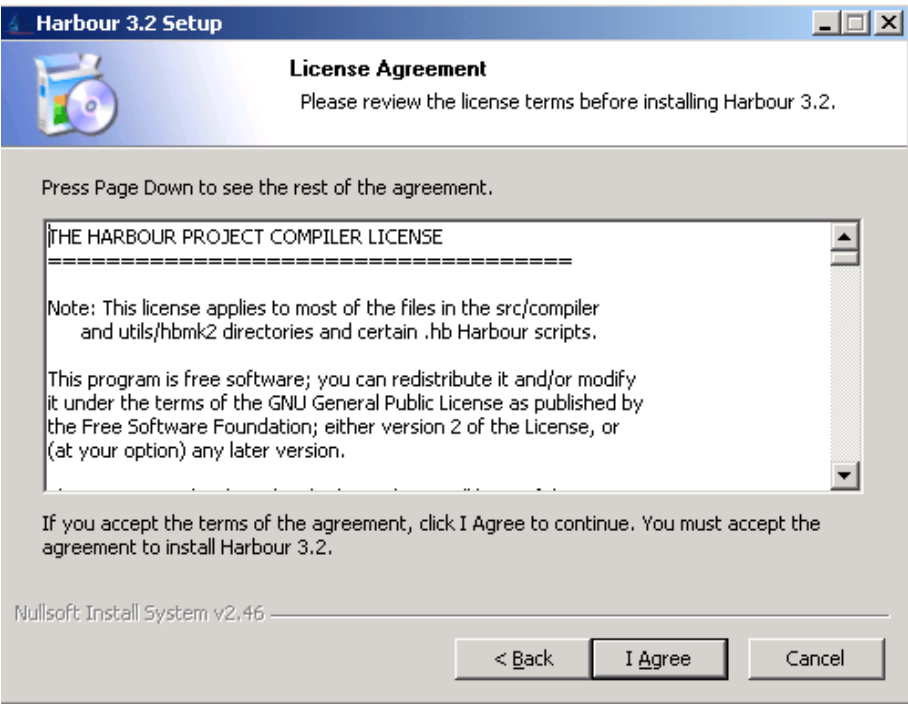 Harbour 3.2 Setup
License Agreement
Please review the license terms before installing Harbour 3.2.
Press Page Down to see the rest of the agreement.
THE HARBOUR PROJECT COMPILER LICENSE
====================================
Note: This license applies to most of the files in the src/compiler
and utils/hbmk2 directories and certain .hb Harbour scripts.
This program is free software; you can redistribute it and/or modify
it under the terms of the GNU General Public License as published by
the Free Software Foundation; either version 2 of the License, or
(at your option) any later version.
If you accept the terms of the agreement, click I Agree to continue. You must accept the
agreement to install Harbour 3.2.
Nullsoft Install System v2.46
< Back
I Agree
Cancel